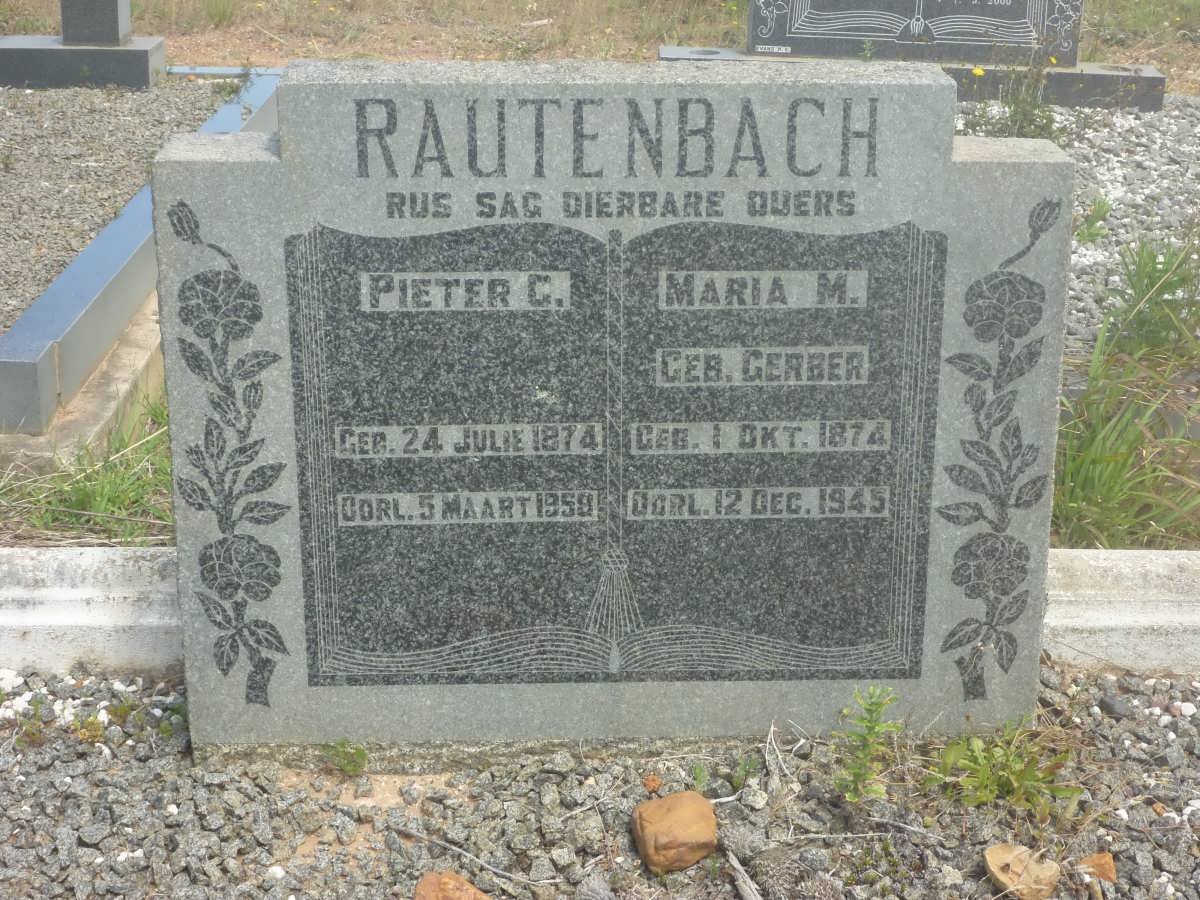 RAUTENBACH
RUS SAG DIERBARE OUERS
PIETER C.
GEB. 24 JULIE 1874
OORL. 5 MAART 1959
MARIA M.
GEB. GERBER
GEB. 1 OKT. 1874
OORL. 12 DEC. 1945